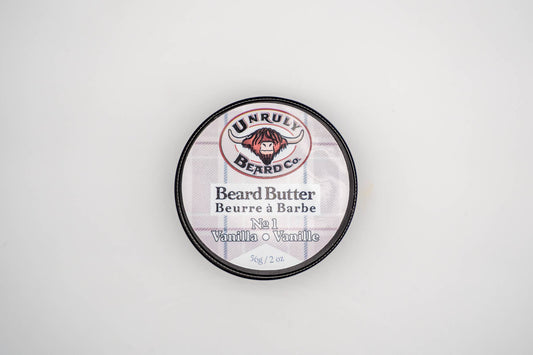 UNRULY
BEARD CO.
Beard Butter
Beurre à Barbe
№ 1
Vanilla • Vanille
56g / 2 oz